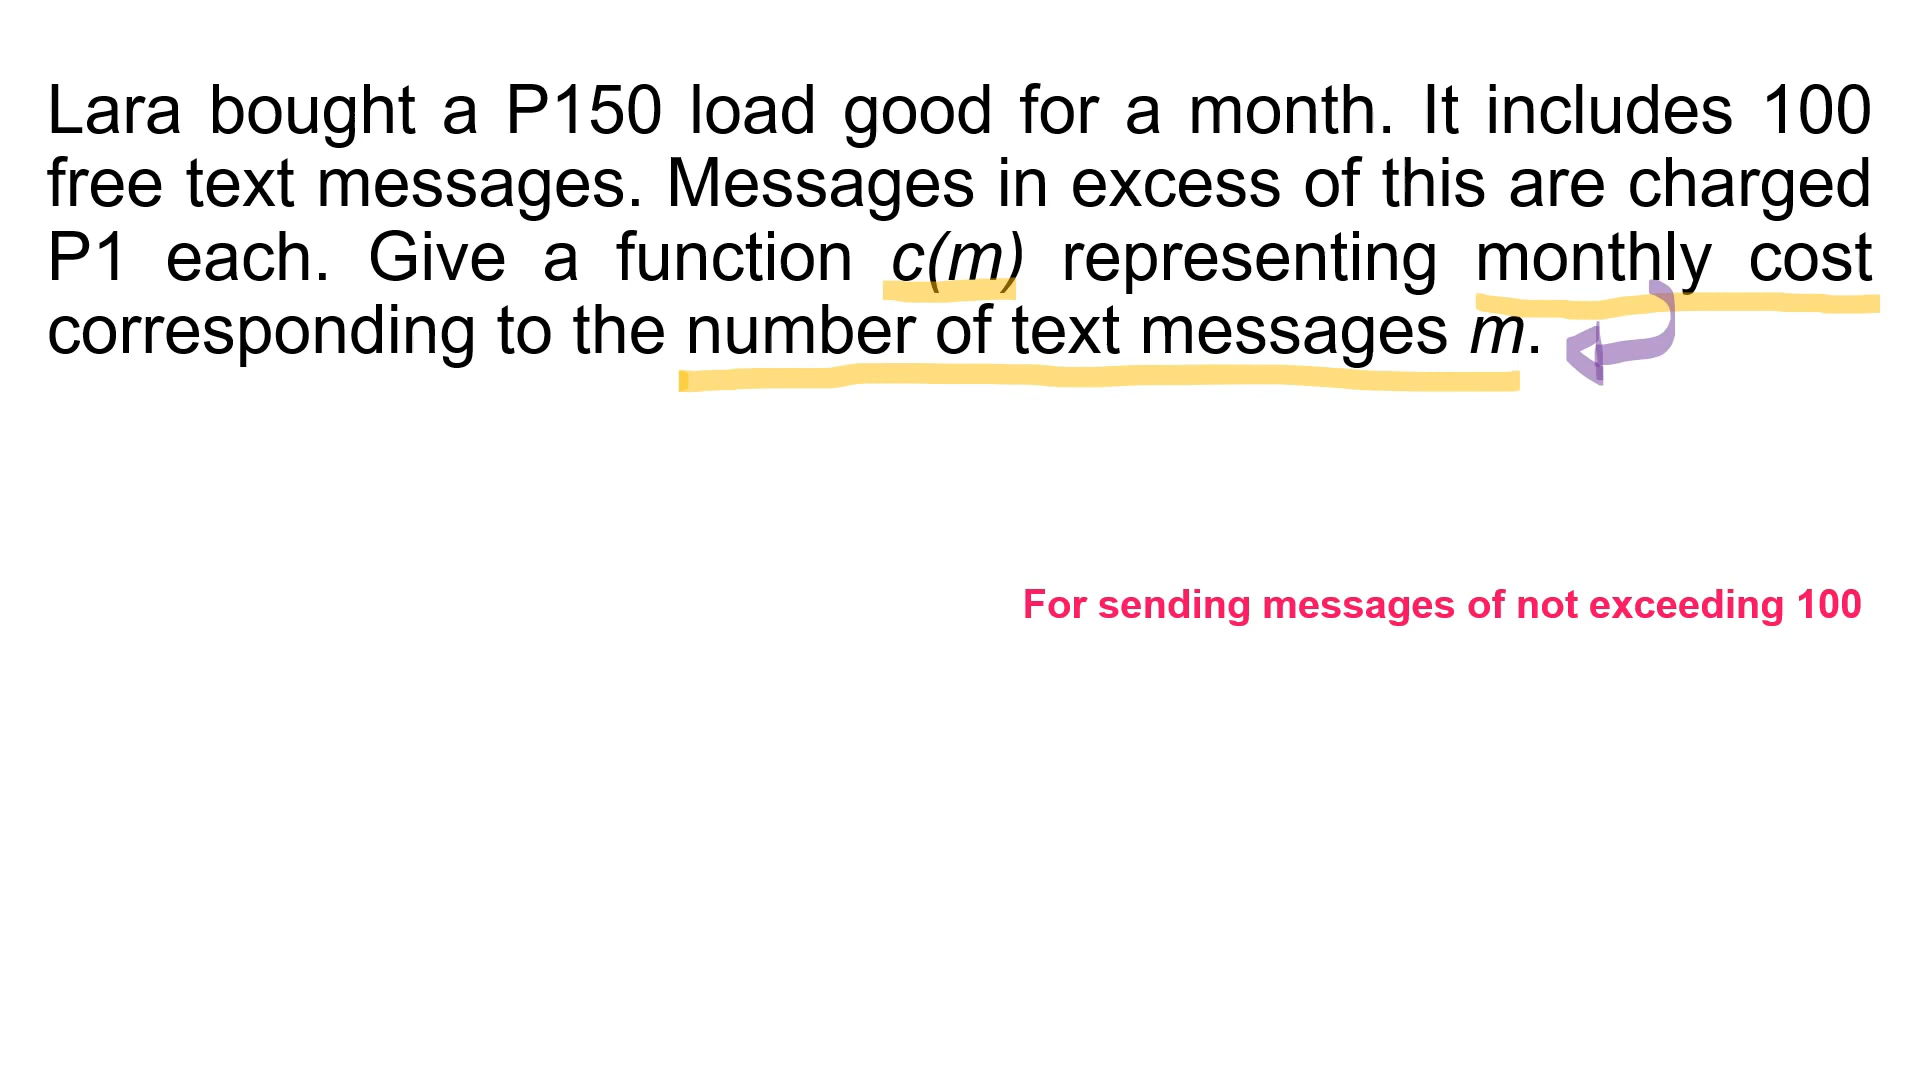 Lara bought a P150 load good for a month. It includes 100
free text messages. Messages in excess of this are charged
P1 each. Give a function c(m) representing monthly cost
corresponding to the number of text messages m.
For sending messages of not exceeding 100